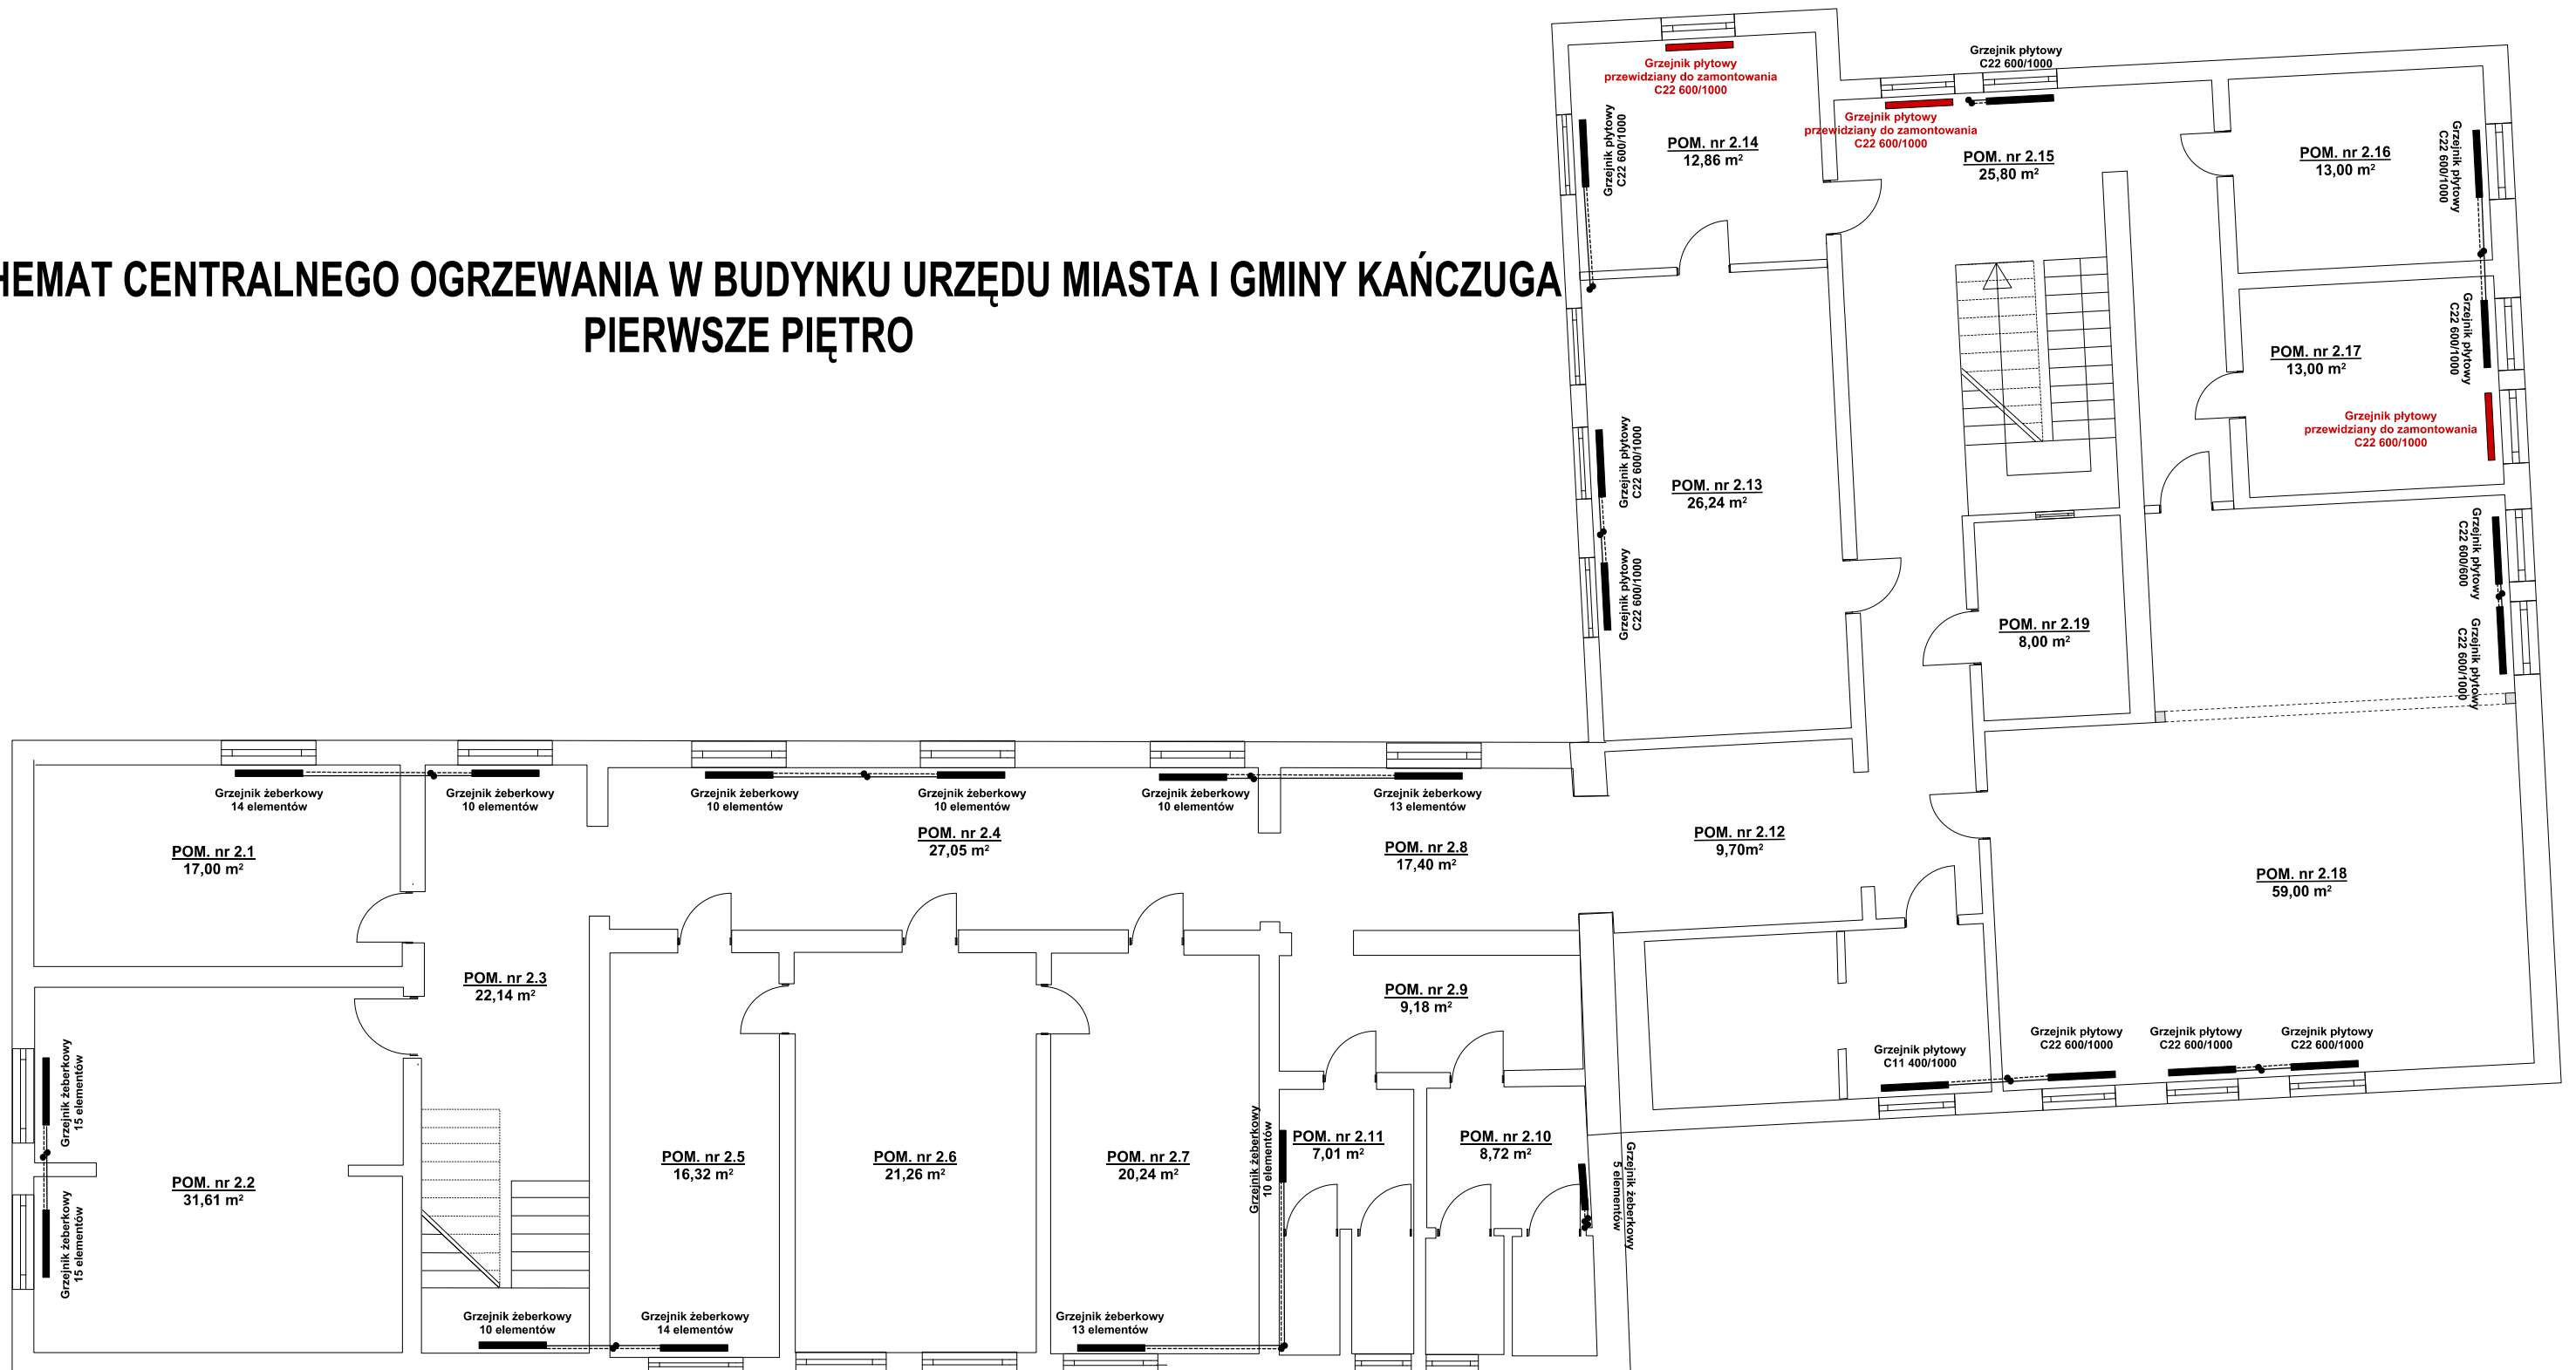 HEMAT CENTRALNEGO OGRZEWANIA W BUDYNKU URZĘDU MIASTA I GMINY KAŃCZUGA
PIERWSZE PIĘTRO
Grzejnik płytowy
przewidziany do zamontowania
C22 600/1000
Grzejnik płytowy
C22 600/1000
Grzejnik płytowy
przewidziany do zamontowania
C22 600/1000
Grzejnik płytowy
C22 600/1000
POM. nr 2.14
12,86 m²
POM. nr 2.15
25,80 m²
POM. nr 2.16
13,00 m²
Grzejnik płytowy
C22 600/1000
POM. nr 2.17
13,00 m²
Grzejnik płytowy
C22 600/1000
Grzejnik płytowy
przewidziany do zamontowania
C22 600/1000
POM. nr 2.13
26,24 m²
Grzejnik płytowy
C22 600/1000
Grzejnik płytowy
C22 600/1000
POM. nr 2.19
8,00 m²
Grzejnik płytowy
C22 600/600
Grzejnik płytowy
C22 600/1000
Grzejnik żeberkowy
14 elementów
Grzejnik żeberkowy
10 elementów
Grzejnik żeberkowy
10 elementów
Grzejnik żeberkowy
10 elementów
Grzejnik żeberkowy
10 elementów
Grzejnik żeberkowy
13 elementów
POM. nr 2.1
17,00 m²
POM. nr 2.4
27,05 m²
POM. nr 2.8
17,40 m²
POM. nr 2.12
9,70m²
POM. nr 2.18
59,00 m²
POM. nr 2.3
22,14 m²
POM. nr 2.9
9,18 m²
Grzejnik płytowy
C11 400/1000
Grzejnik płytowy
C22 600/1000
Grzejnik płytowy
C22 600/1000
Grzejnik płytowy
C22 600/1000
Grzejnik żeberkowy
15 elementów
POM. nr 2.2
31,61 m²
Grzejnik żeberkowy
15 elementów
POM. nr 2.5
16,32 m²
POM. nr 2.6
21,26 m²
POM. nr 2.7
20,24 m²
Grzejnik żeberkowy
10 elementów
POM. nr 2.11
7,01 m²
POM. nr 2.10
8,72 m²
Grzejnik żeberkowy
5 elementów
Grzejnik żeberkowy
10 elementów
Grzejnik żeberkowy
14 elementów
Grzejnik żeberkowy
13 elementów